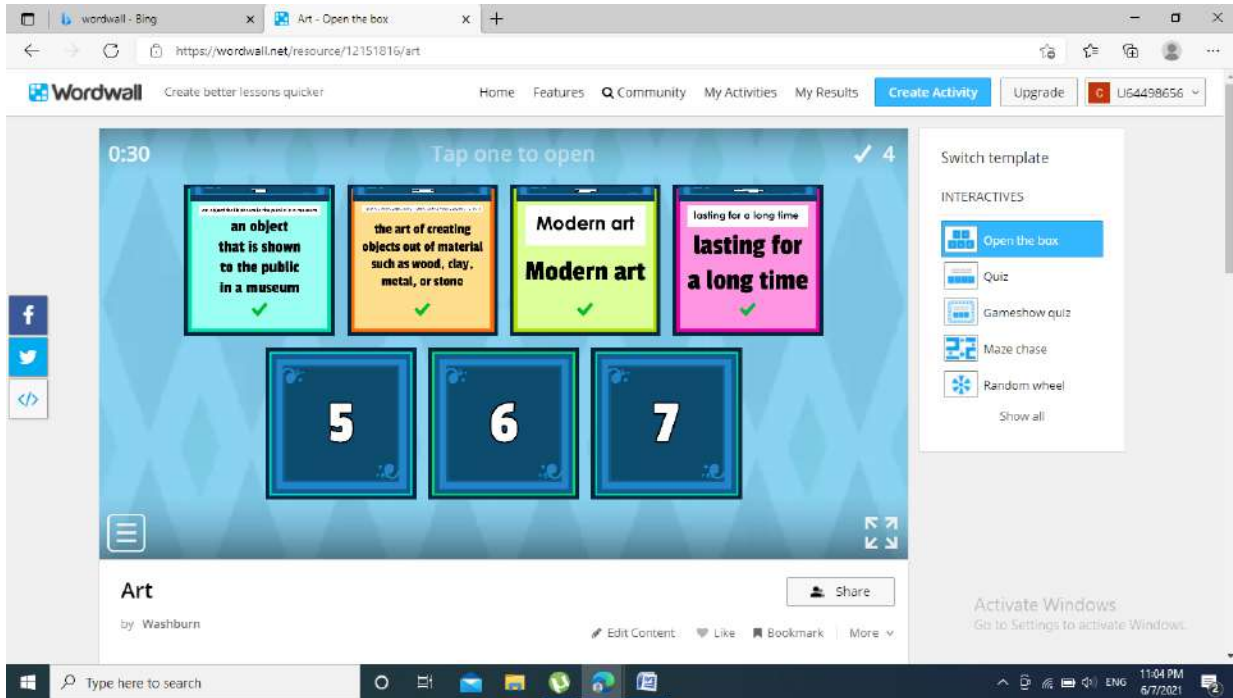 wordwall - Bing
Art - Open the box
https://wordwall.net/resource/12151816/art
Wordwall
Create better lessons quicker
Home Features Community My Activities My Results Create Activity Upgrade C U64498656
0:30 Tap one to open 4
an object
that is shown
to the public
in a museum
the art of creating
objects out of material
such as wood, clay,
metal, or stone
Modern art
Modern art
lasting for a long time
lasting for
a long time
5 6 7
Switch template
INTERACTIVES
Open the box
Quiz
Gameshow quiz
Maze chase
Random wheel
Show all
f
</>
Art
by Washburn
Share
Edit Content Like Bookmark More
Activate Windows
Go to Settings to activate Windows.
Type here to search
ENG
11:04 PM
6/7/2021
2